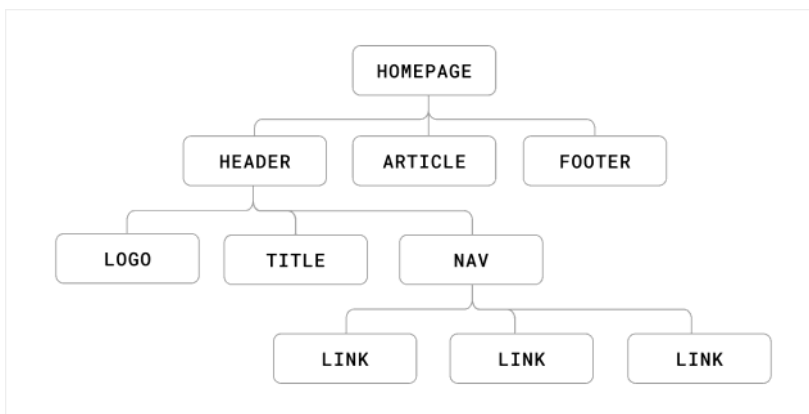 HOMEPAGE
HEADER ARTICLE FOOTER
LOGO TITLE NAV
LINK LINK LINK